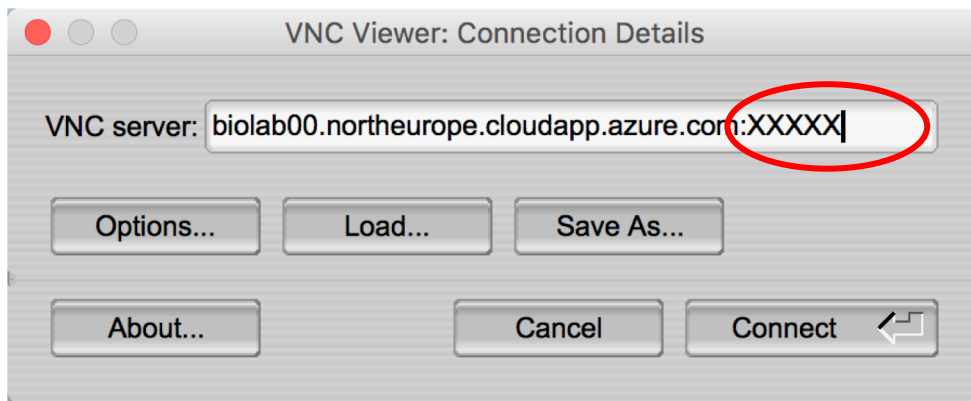 VNC Viewer: Connection Details
VNC server: biolab00.northeurope.cloudapp.azure.com:XXXXX
Options... Load... Save As...
About... Cancel Connect